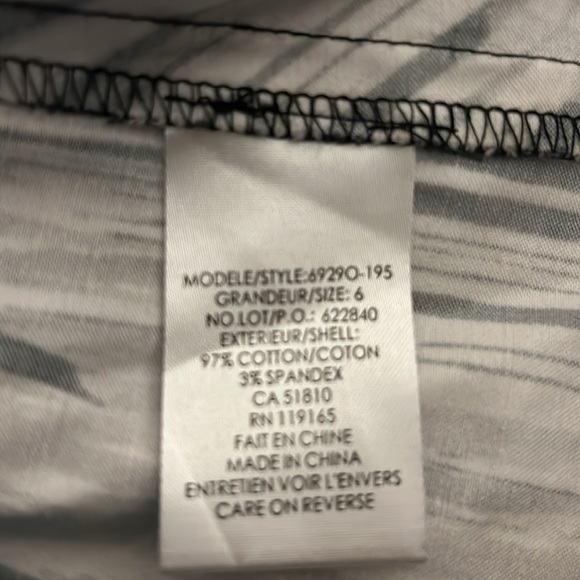 MODELE/STYLE:6929O-195
GRANDEUR/SIZE: 6
NO.LOT/P.O.: 622840
EXTERIEUR/SHELL:
97% COTTON/COTON
3% SPANDEX
CA 51810
RN 119165
FAIT EN CHINE
MADE IN CHINA
ENTRETIEN VOIR L'ENVERS
CARE ON REVERSE